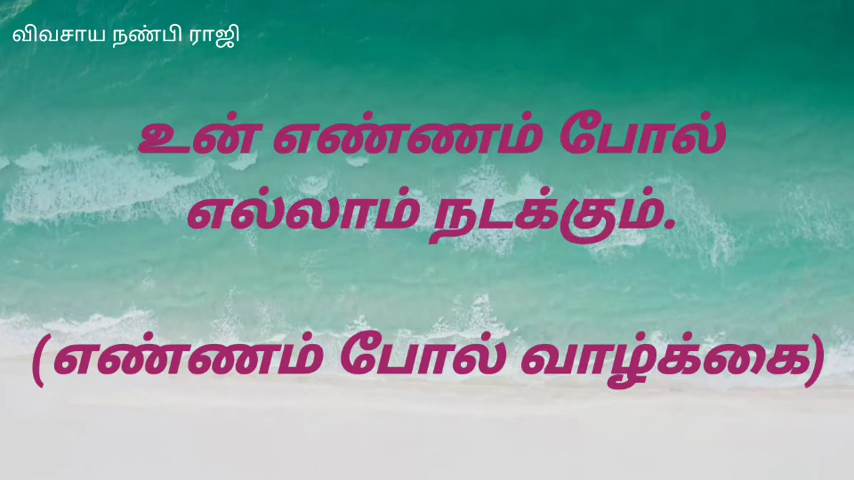 விவசாய நண்பி ராஜி
உன் எண்ணம் போல்
எல்லாம் நடக்கும்.
(எண்ணம் போல் வாழ்க்கை)